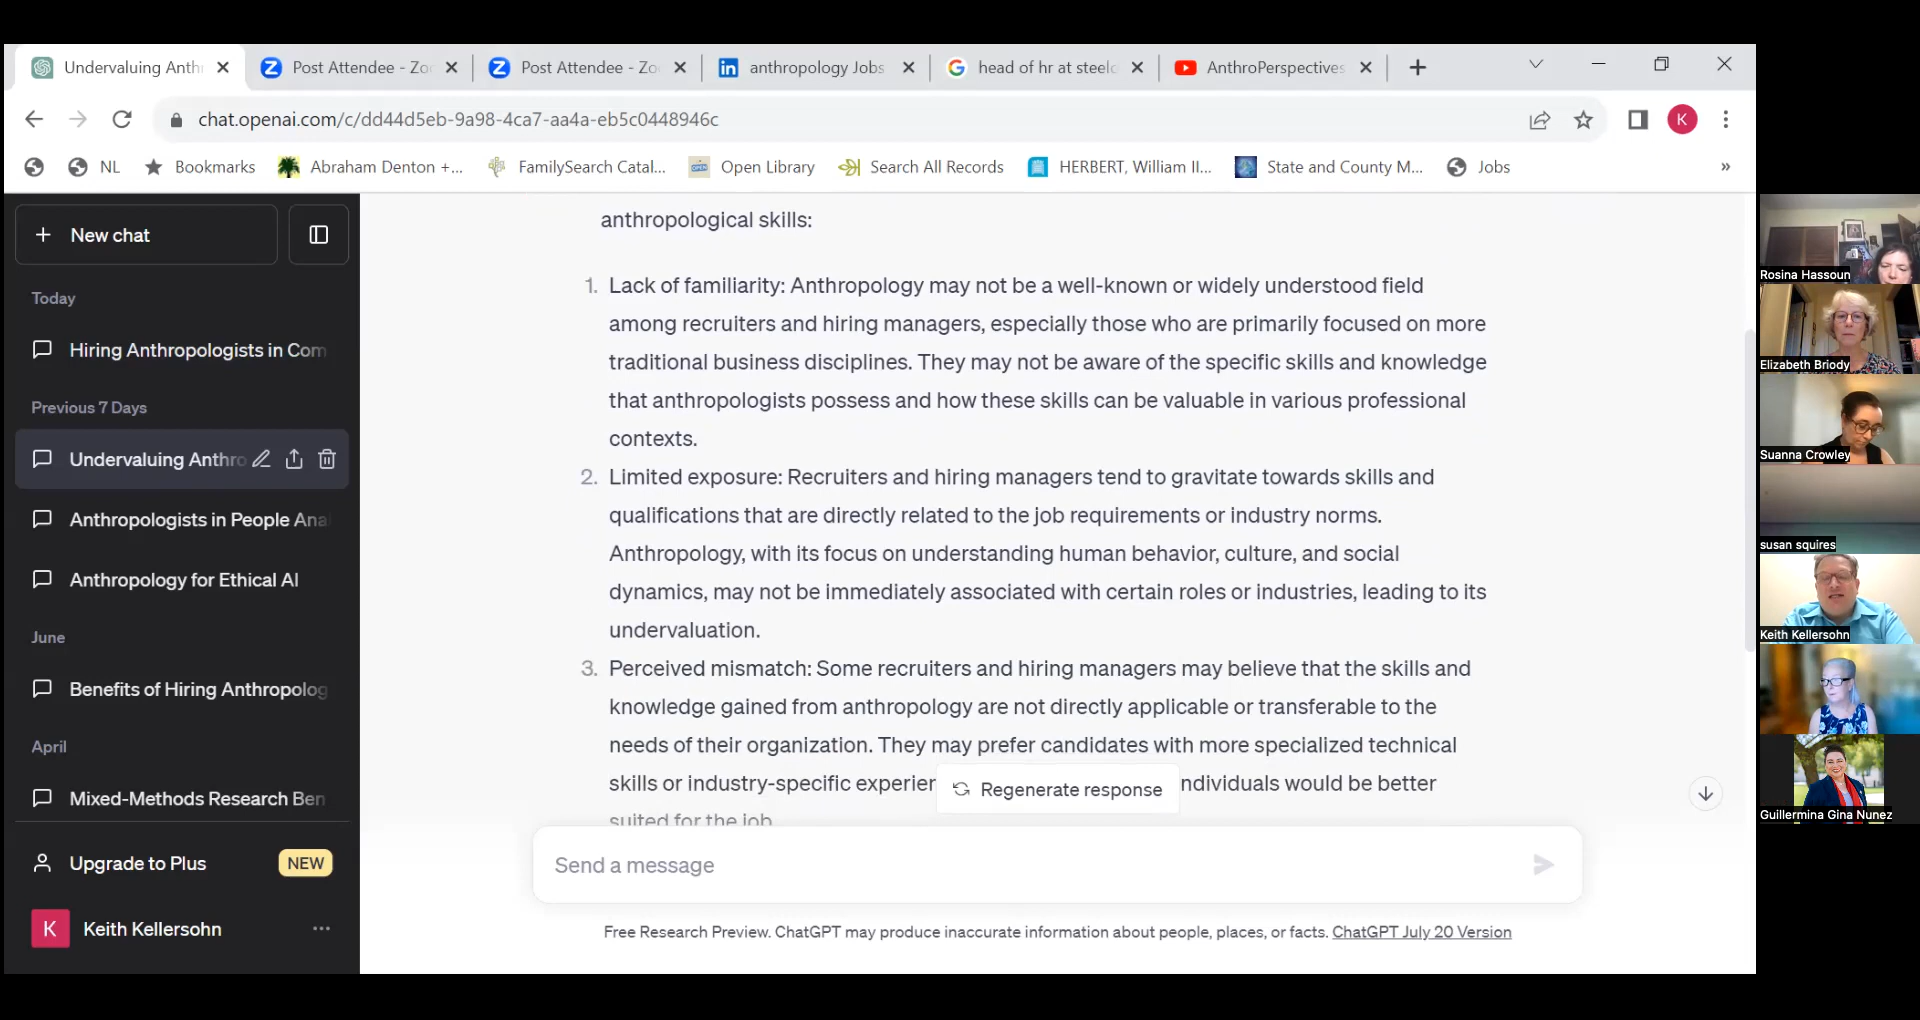 Undervaluing Anth
Post Attendee - Zo
Post Attendee - Zo
anthropology Jobs
head of hr at steelc
AnthroPerspectives
chat.openai.com/c/dd44d5eb-9a98-4ca7-aa4a-eb5c0448946c
K
NL
Bookmarks
Abraham Denton +...
FamilySearch Catal...
OPEN
Open Library
Search All Records
HERBERT, William II...
State and County M...
Jobs
»
New chat
Today
Hiring Anthropologists in Com
Previous 7 Days
Undervaluing Anthro
Anthropologists in People Ana
Anthropology for Ethical AI
June
Benefits of Hiring Anthropolog
April
Mixed-Methods Research Ben
Upgrade to Plus
NEW
K
Keith Kellersohn
anthropological skills:
1. Lack of familiarity: Anthropology may not be a well-known or widely understood field
among recruiters and hiring managers, especially those who are primarily focused on more
traditional business disciplines. They may not be aware of the specific skills and knowledge
that anthropologists possess and how these skills can be valuable in various professional
contexts.
2. Limited exposure: Recruiters and hiring managers tend to gravitate towards skills and
qualifications that are directly related to the job requirements or industry norms.
Anthropology, with its focus on understanding human behavior, culture, and social
dynamics, may not be immediately associated with certain roles or industries, leading to its
undervaluation.
3. Perceived mismatch: Some recruiters and hiring managers may believe that the skills and
knowledge gained from anthropology are not directly applicable or transferable to the
needs of their organization. They may prefer candidates with more specialized technical
skills or industry-specific experien
Regenerate response
ndividuals would be better
suited for the job
Send a message
Free Research Preview. ChatGPT may produce inaccurate information about people, places, or facts. ChatGPT July 20 Version
Rosina Hassoun
Elizabeth Briody
Suanna Crowley
susan squires
Keith Kellersohn
Guillermina Gina Nunez